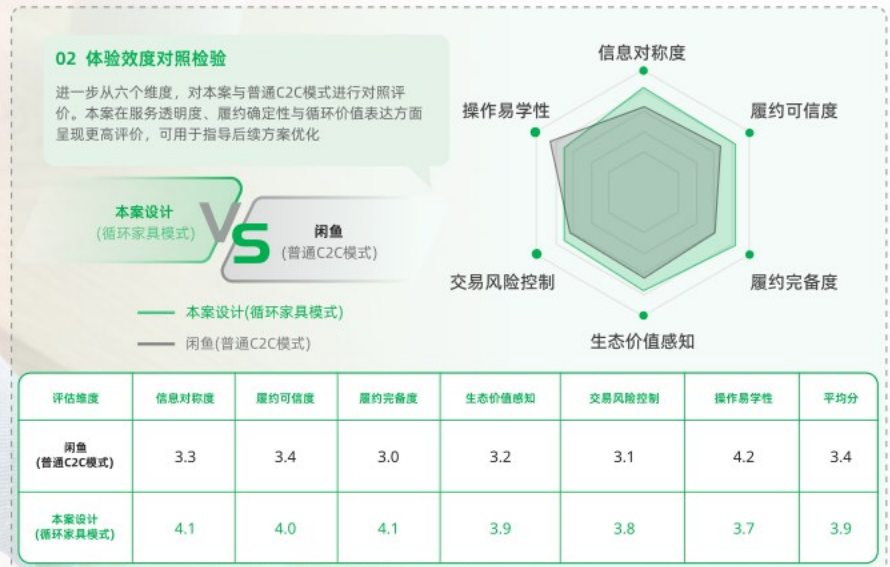 02 体验效度对照检验
进一步从六个维度，对本案与普通C2C模式进行对照评
价。本案在服务透明度、履约确定性与循环价值表达方面
呈现更高评价，可用于指导后续方案优化
本案设计
(循环家具模式)
VS
闲鱼
(普通C2C模式)
本案设计(循环家具模式)
闲鱼(普通C2C模式)
信息对称度
操作易学性
履约可信度
交易风险控制
履约完备度
生态价值感知
评估维度 信息对称度 履约可信度 履约完备度 生态价值感知 交易风险控制 操作易学性 平均分
闲鱼
(普通C2C模式) 3.3 3.4 3.0 3.2 3.1 4.2 3.4
本案设计
(循环家具模式) 4.1 4.0 4.1 3.9 3.8 3.7 3.9